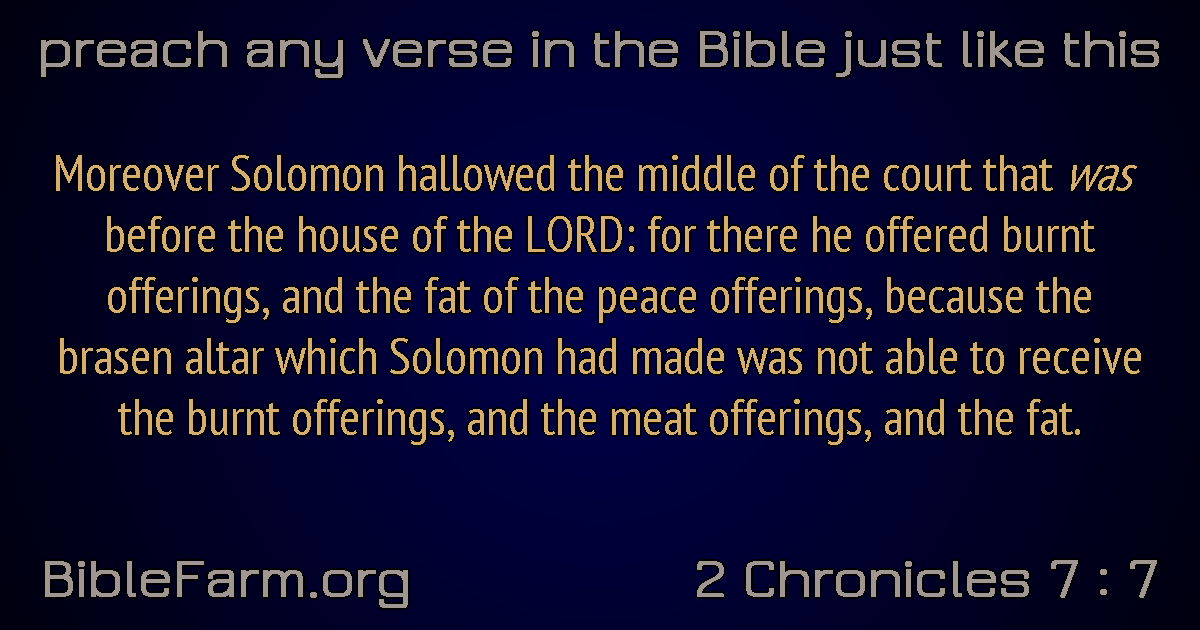 preach any verse in the Bible just like this
Moreover Solomon hallowed the middle of the court that was
before the house of the LORD: for there he offered burnt
offerings, and the fat of the peace offerings, because the
brasen altar which Solomon had made was not able to receive
the burnt offerings, and the meat offerings, and the fat.
BibleFarm.org
2 Chronicles 7 : 7